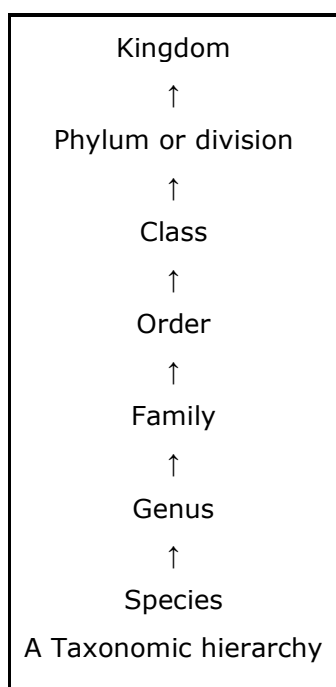 Kingdom
↑
Phylum or division
↑
Class
↑
Order
↑
Family
↑
Genus
↑
Species
A Taxonomic hierarchy